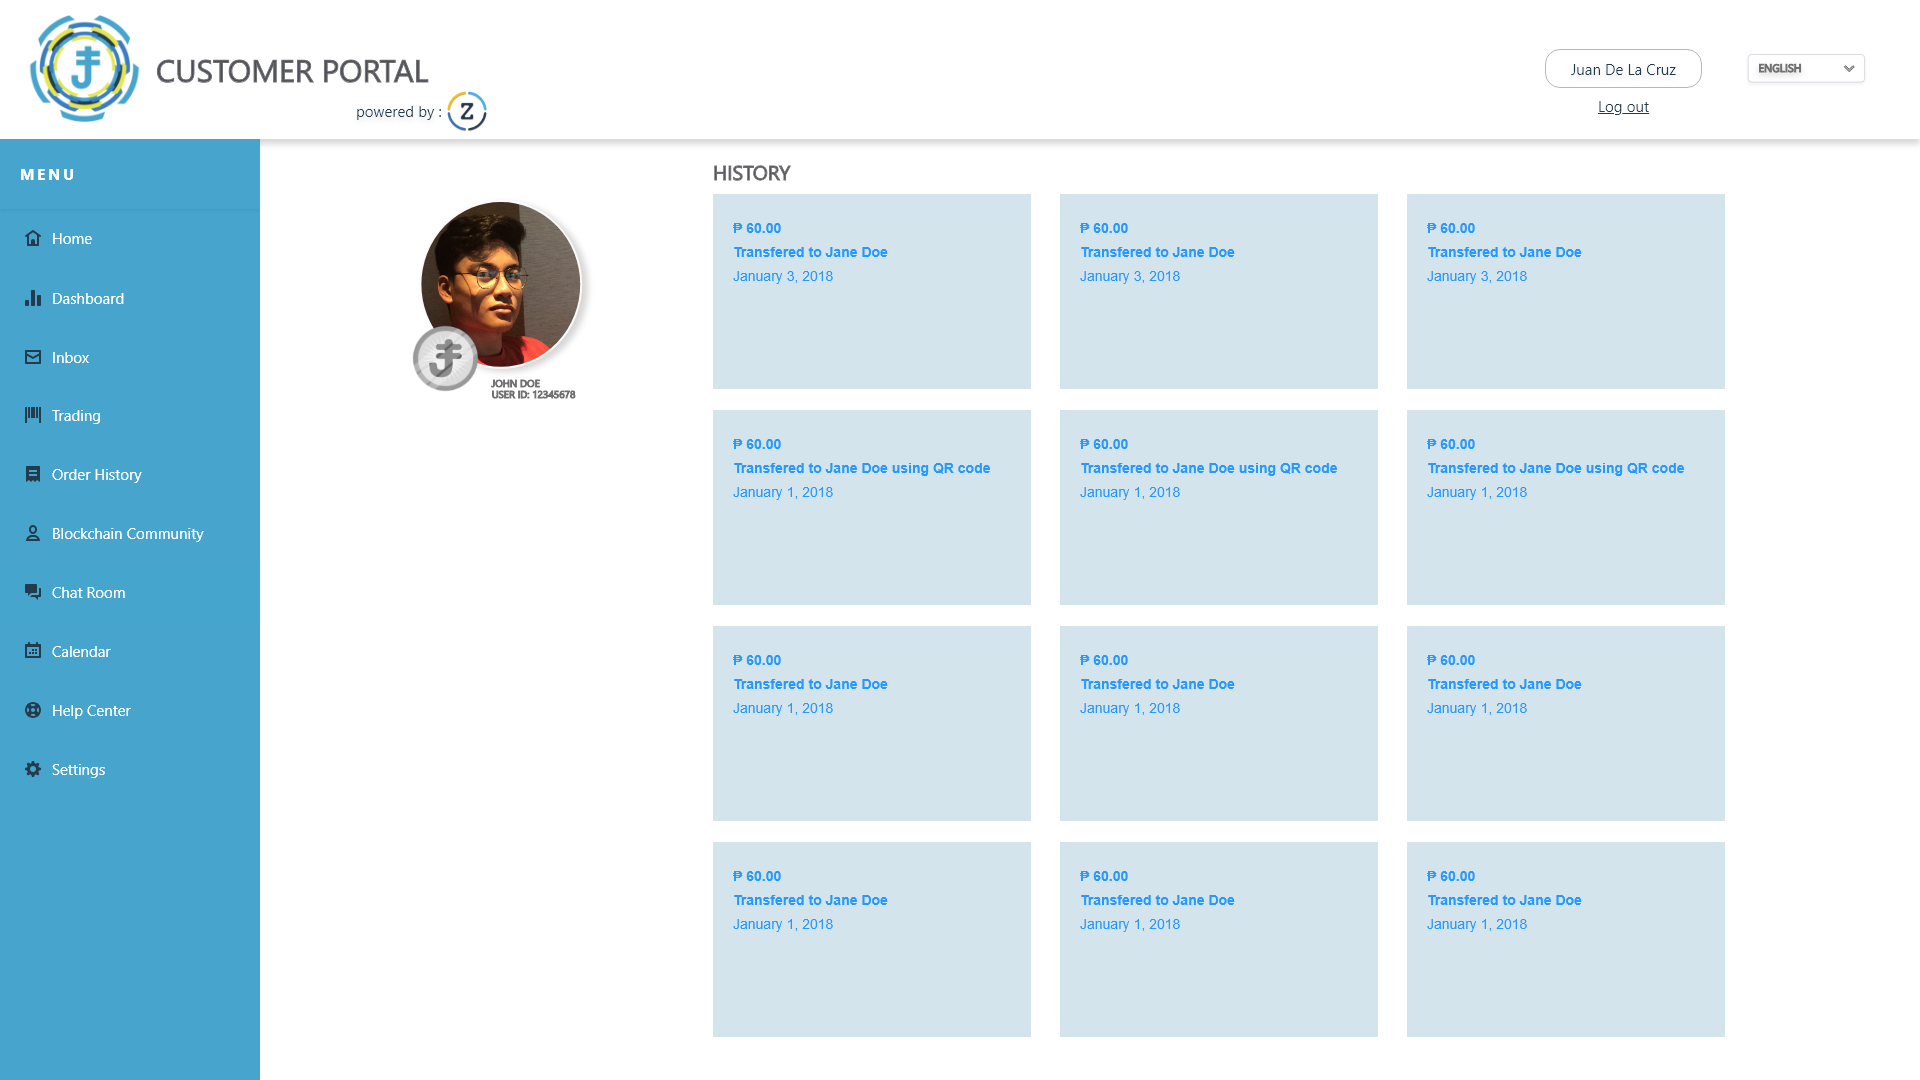 CUSTOMER PORTAL
powered by : Z
Juan De La Cruz
Log out
ENGLISH
MENU
Home
Dashboard
Inbox
Trading
Order History
Blockchain Community
Chat Room
Calendar
Help Center
Settings
JOHN DOE
USER ID: 12345678
HISTORY
₱ 60.00
Transfered to Jane Doe
January 3, 2018
₱ 60.00
Transfered to Jane Doe
January 3, 2018
₱ 60.00
Transfered to Jane Doe
January 3, 2018
₱ 60.00
Transfered to Jane Doe using QR code
January 1, 2018
₱ 60.00
Transfered to Jane Doe using QR code
January 1, 2018
₱ 60.00
Transfered to Jane Doe using QR code
January 1, 2018
₱ 60.00
Transfered to Jane Doe
January 1, 2018
₱ 60.00
Transfered to Jane Doe
January 1, 2018
₱ 60.00
Transfered to Jane Doe
January 1, 2018
₱ 60.00
Transfered to Jane Doe
January 1, 2018
₱ 60.00
Transfered to Jane Doe
January 1, 2018
₱ 60.00
Transfered to Jane Doe
January 1, 2018